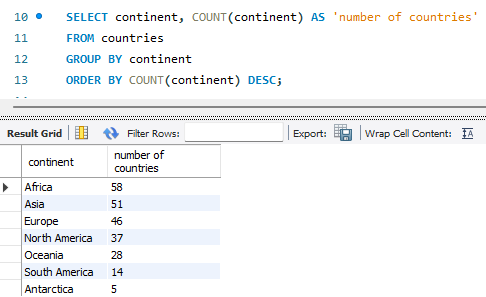 10 SELECT continent, COUNT(continent) AS 'number of countries'
11 FROM countries
12 GROUP BY continent
13 ORDER BY COUNT(continent) DESC;
Result Grid Filter Rows: Export: Wrap Cell Content: IA
continent number of
countries
Africa 58
Asia 51
Europe 46
North America 37
Oceania 28
South America 14
Antarctica 5